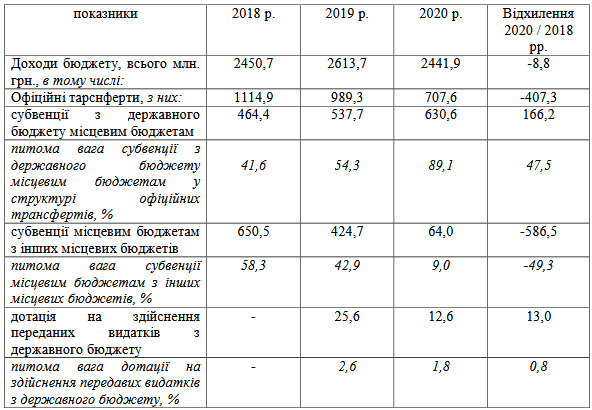 показники 2018 р. 2019 р. 2020 р. Відхилення
2020 / 2018
рр.
Доходи бюджету, всього млн. 2450,7 2613,7 2441,9 -8,8
грн., в тому числі:
Офіційні тарснферти, з них: 1114,9 989,3 707,6 -407,3
субвенції з державного 464,4 537,7 630,6 166,2
бюджету місцевим бюджетам
питома вага субвенції з
державного бюджету 41,6 54,3 89,1 47,5
місцевим бюджетам у
структурі офіційних
трансфертів, %
субвенції місцевим бюджетам 650,5 424,7 64,0 -586,5
з інших місцевих бюджетів
питома вага субвенції 58,3 42,9 9,0 -49,3
місцевим бюджетам з інших
місцевих бюджетів, %
дотація на здійснення - 25,6 12,6 13,0
переданих видатків з
державного бюджету
питома вага дотації на - 2,6 1,8 0,8
здійснення передавих видатків
з державного бюджету, %